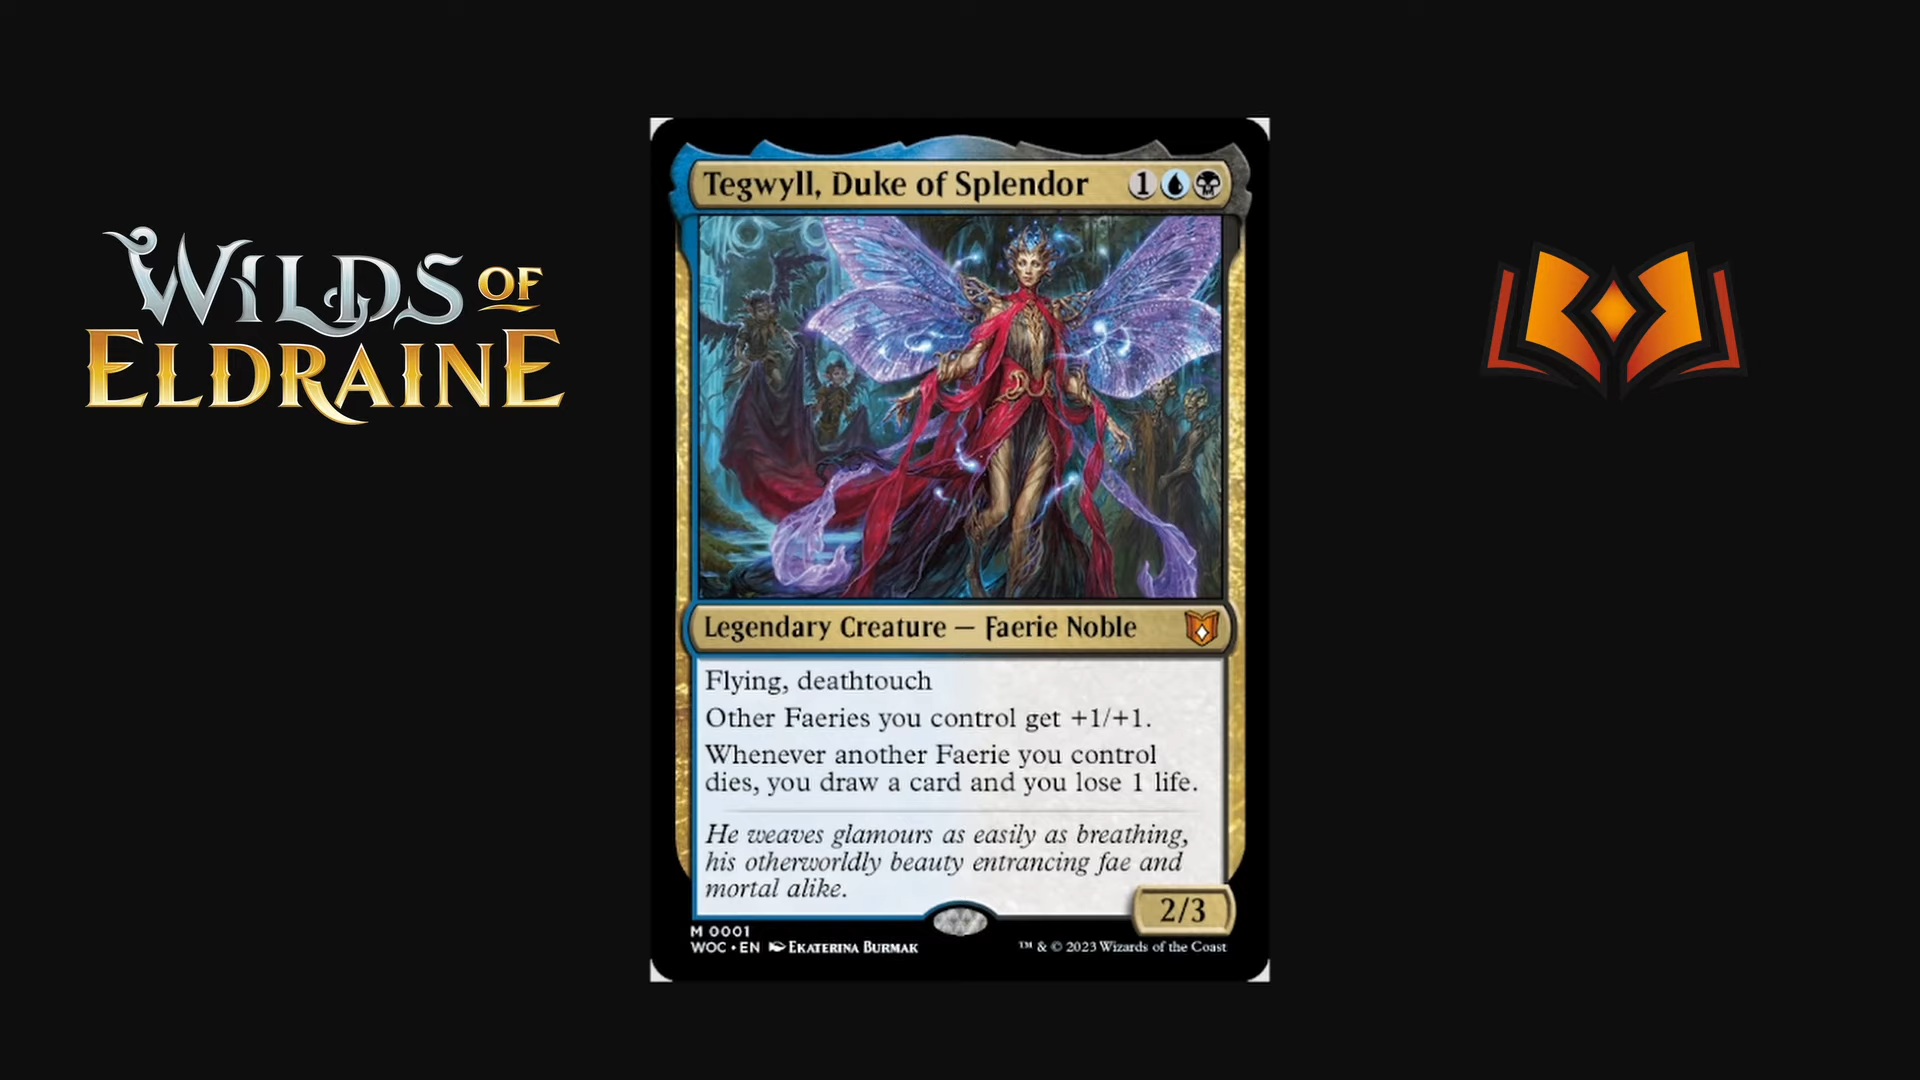 WILDS OF
ELDRAINE
Tegwyll, Duke of Splendor 1
Legendary Creature — Faerie Noble
Flying, deathtouch
Other Faeries you control get +1/+1.
Whenever another Faerie you control
dies, you draw a card and you lose 1 life.
He weaves glamours as easily as breathing,
his otherworldly beauty entrancing fae and
mortal alike.
2/3
M 0001
WOC • EN EKATERINA BURMAK
™ & © 2023 Wizards of the Coast